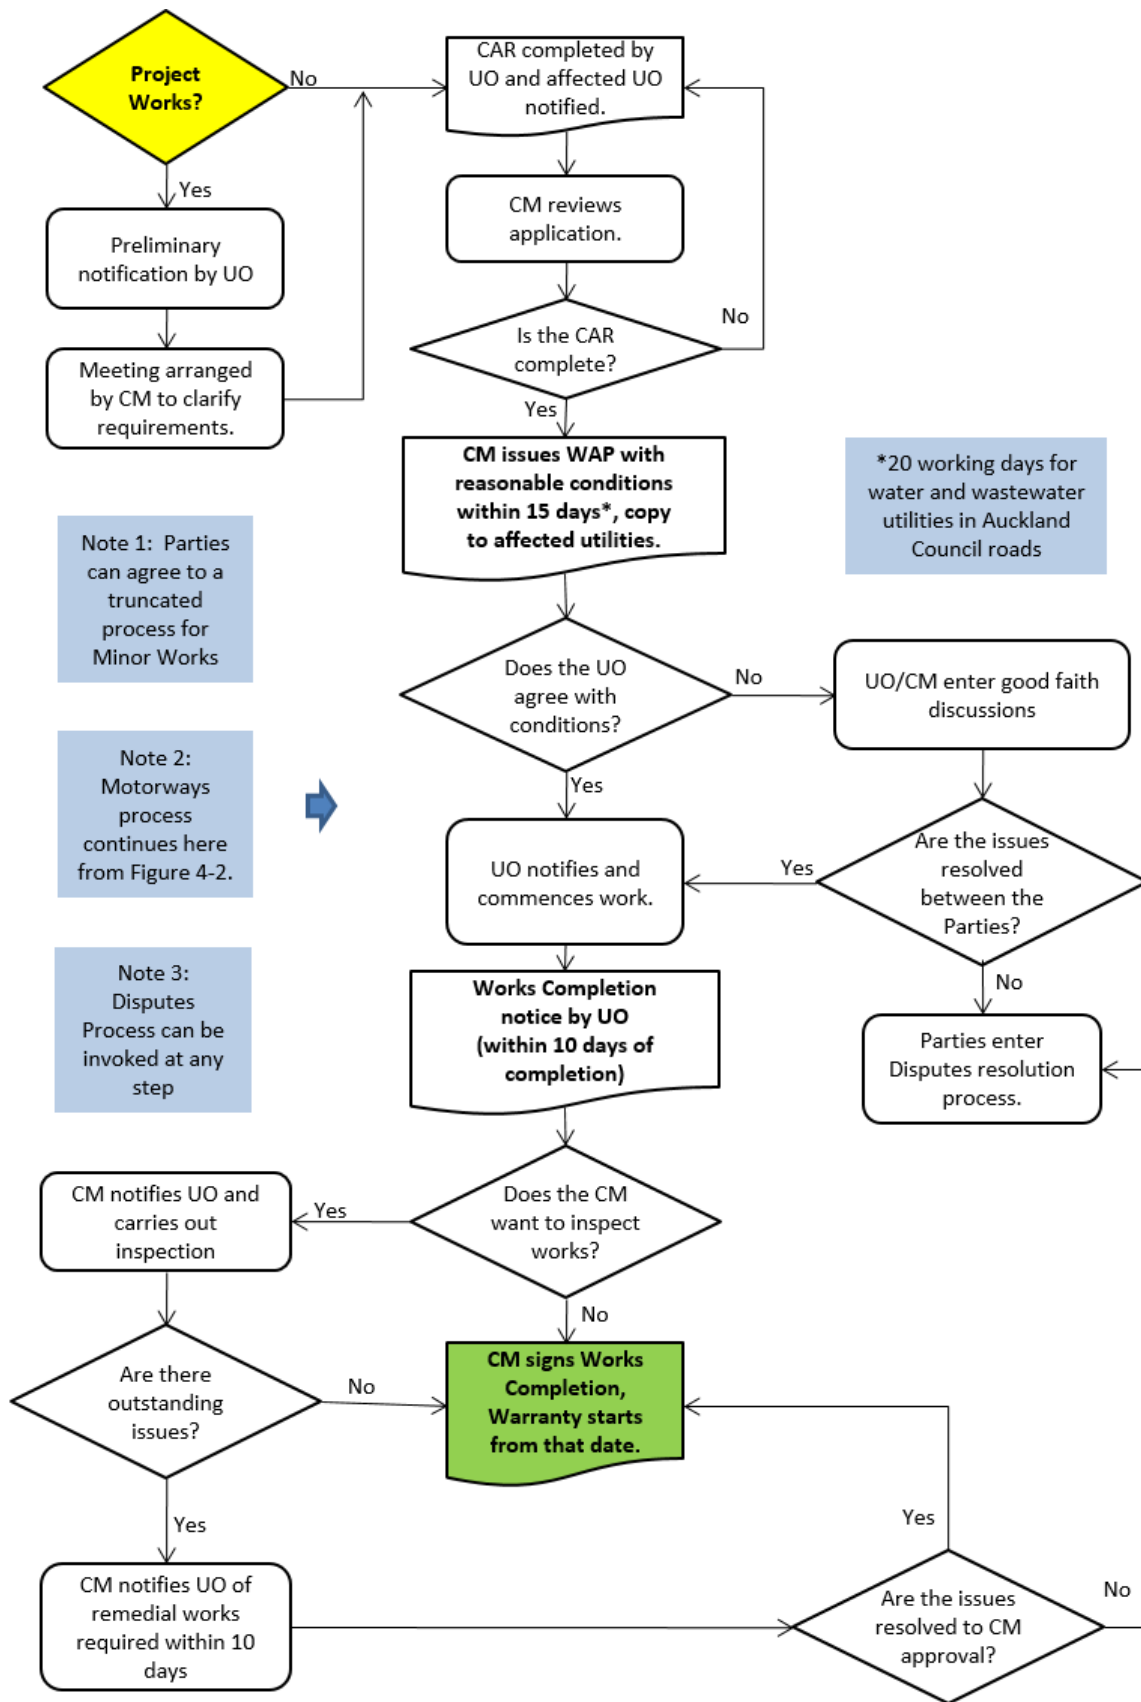 Project
Works?
No
CAR completed by
UO and affected UO
notified.
Yes
CM reviews
application.
Preliminary
notification by UO
Is the CAR
complete?
No
Meeting arranged
by CM to clarify
requirements.
Yes
CM issues WAP with
reasonable conditions
within 15 days*, copy
to affected utilities.
*20 working days for
water and wastewater
utilities in Auckland
Council roads
Note 1:  Parties
can agree to a
truncated
process for
Minor Works
Does the UO
agree with
conditions?
No
UO/CM enter good faith
discussions
Yes
Note 2:
Motorways
process
continues here
from Figure 4-2.
UO notifies and
commences work.
Yes
Are the issues
resolved
between the
Parties?
No
Note 3:
Disputes
Process can be
invoked at any
step
Works Completion
notice by UO
(within 10 days of
completion)
Parties enter
Disputes resolution
process.
CM notifies UO and
carries out
inspection
Yes
Does the CM
want to inspect
works?
No
Are there
outstanding
issues?
No
CM signs Works
Completion,
Warranty starts
from that date.
Yes
Yes
CM notifies UO of
remedial works
required within 10
days
Are the issues
resolved to CM
approval?
No